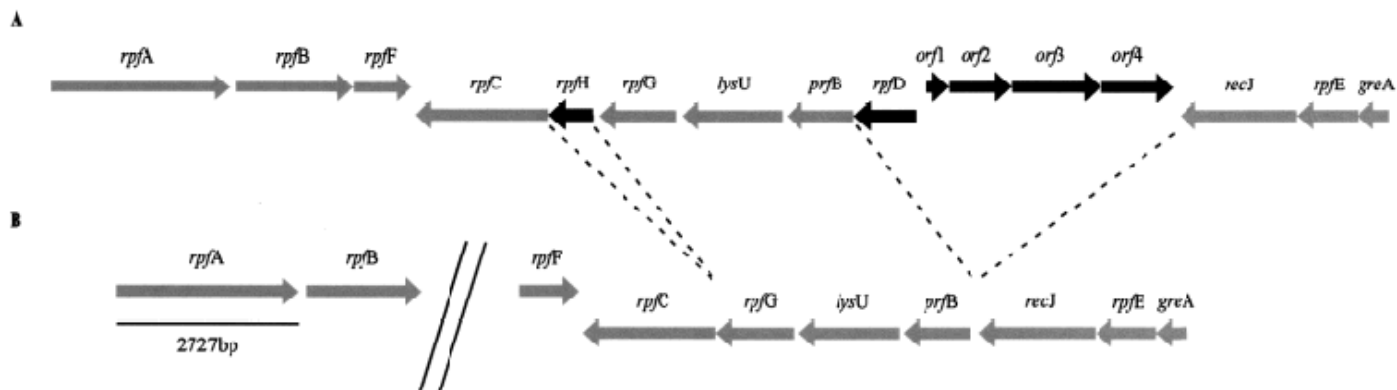 A
orf1 orf2 orf3 orf4
rpfA rpfB rpfF
rpfC rpfH rpfG lysU prfB rpfD recJ rpfE greA
B
rpfA rpfB rpfF
rpfC rpfG lysU prfB recJ rpfE greA
2727bp